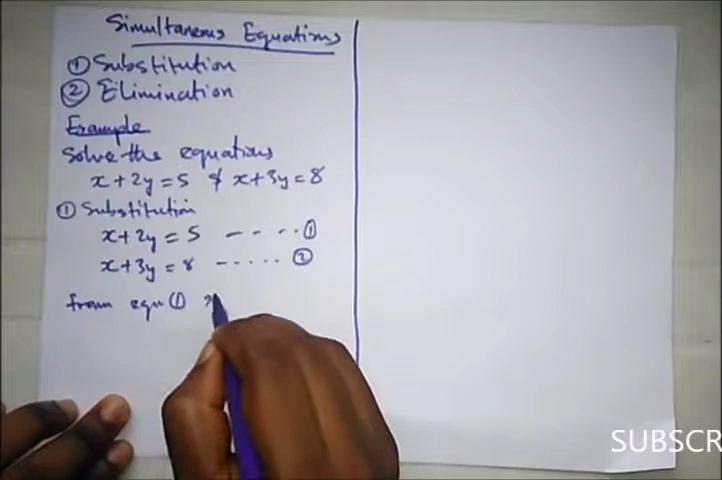 Simultaneous Equations
① Substitution
② Elimination
Example
Solve the equations
x + 2y = 5 & x + 3y = 8
① Substitution
x + 2y = 5 - - - - ①
x + 3y = 8 - - - - - ②
from eqn ① x
SUBSCR